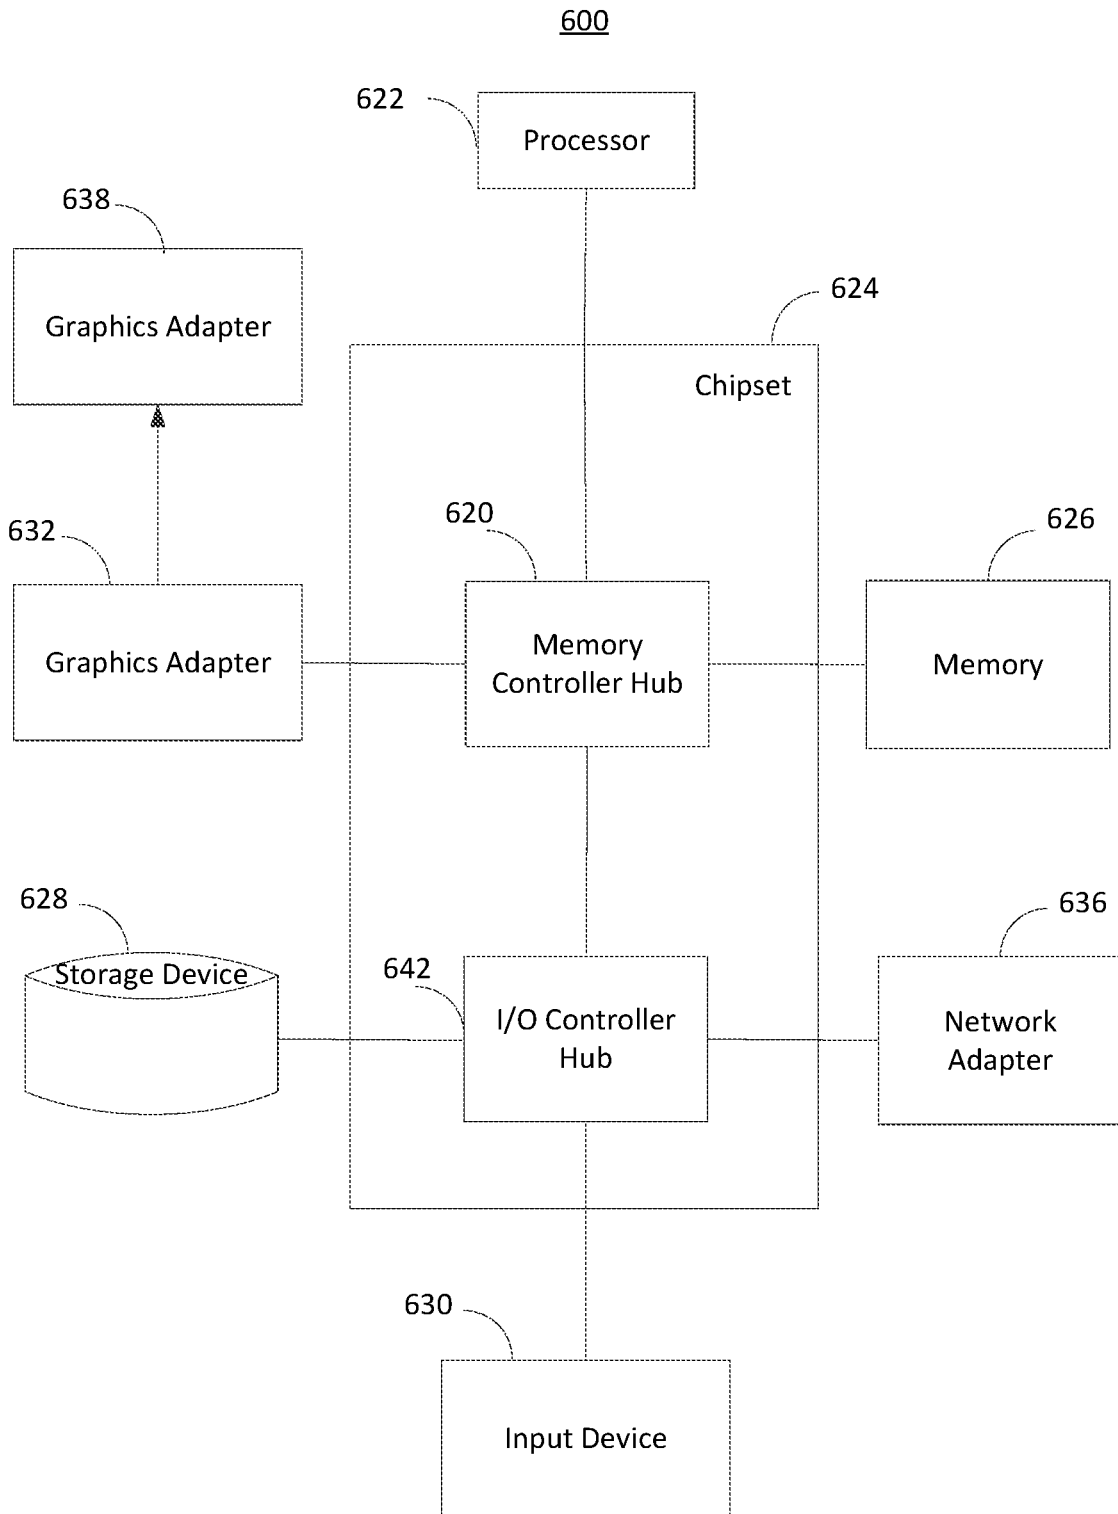 600
622
Processor
638
Graphics Adapter
624
Chipset
632
Graphics Adapter
620
Memory
Controller Hub
626
Memory
628
Storage Device
642
I/O Controller
Hub
636
Network
Adapter
630
Input Device